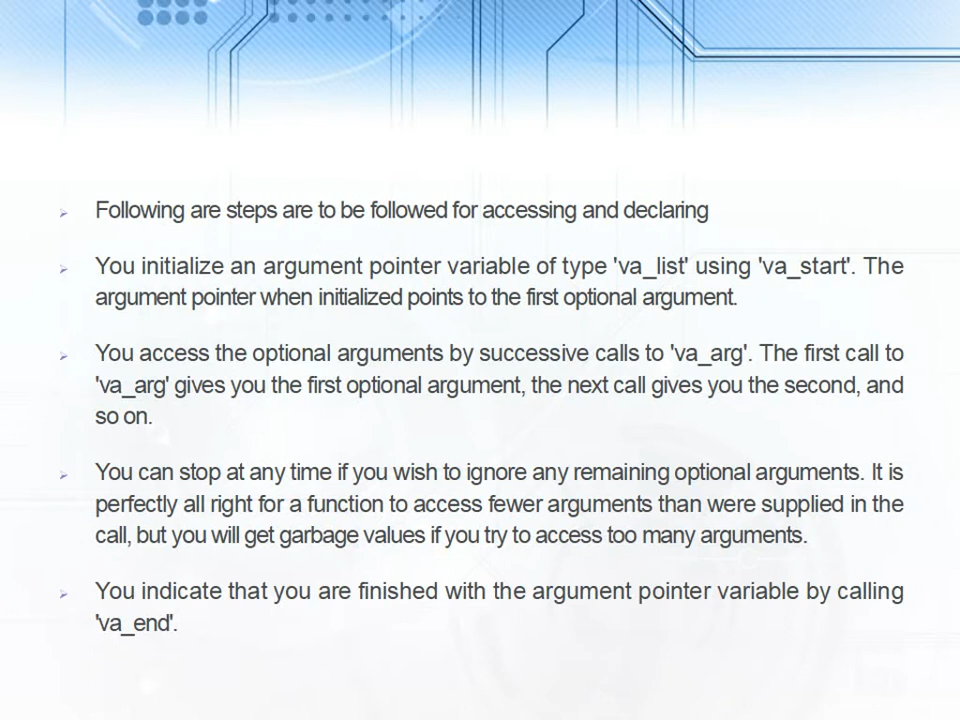 Following are steps are to be followed for accessing and declaring
You initialize an argument pointer variable of type 'va_list' using 'va_start'. The
argument pointer when initialized points to the first optional argument.
You access the optional arguments by successive calls to 'va_arg'. The first call to
'va_arg' gives you the first optional argument, the next call gives you the second, and
so on.
You can stop at any time if you wish to ignore any remaining optional arguments. It is
perfectly all right for a function to access fewer arguments than were supplied in the
call, but you will get garbage values if you try to access too many arguments.
You indicate that you are finished with the argument pointer variable by calling
'va_end'.